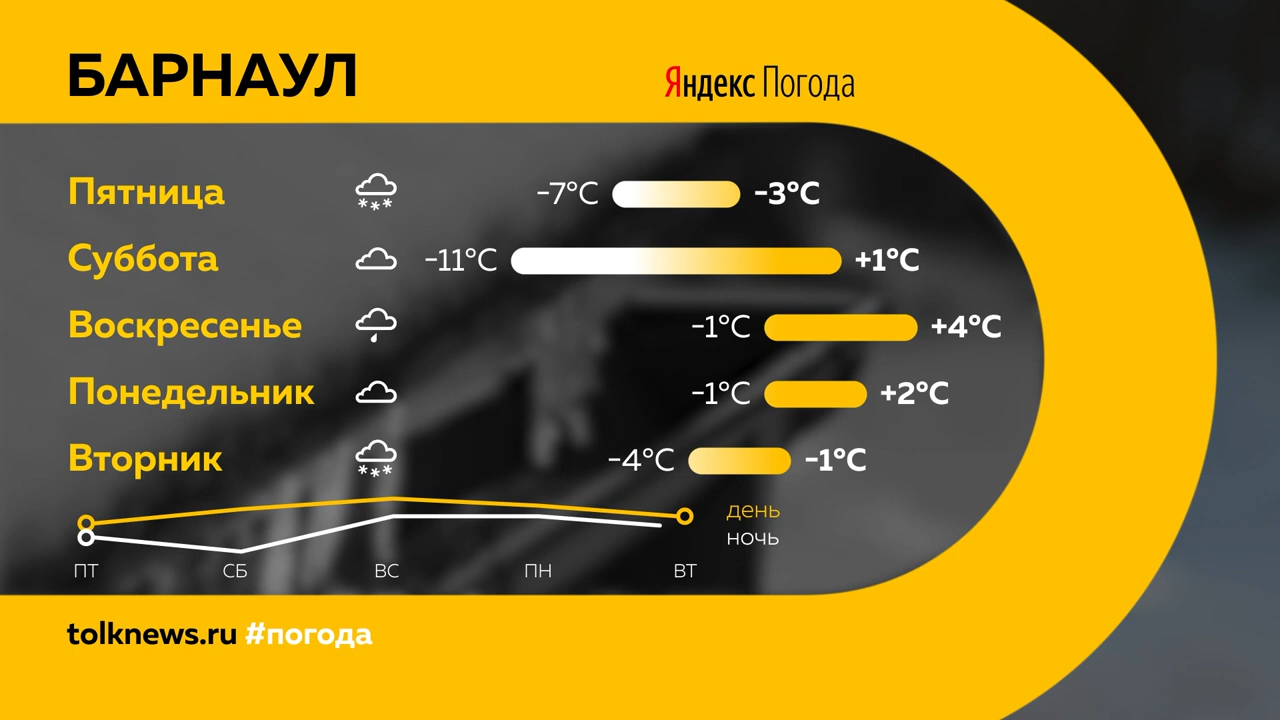 БАРНАУЛ
Яндекс Погода
Пятница -7°C -3°C
Суббота -11°C +1°C
Воскресенье -1°C +4°C
Понедельник -1°C +2°C
Вторник -4°C -1°C
день
ночь
ПТ СБ ВС ПН ВТ
tolknews.ru #погода